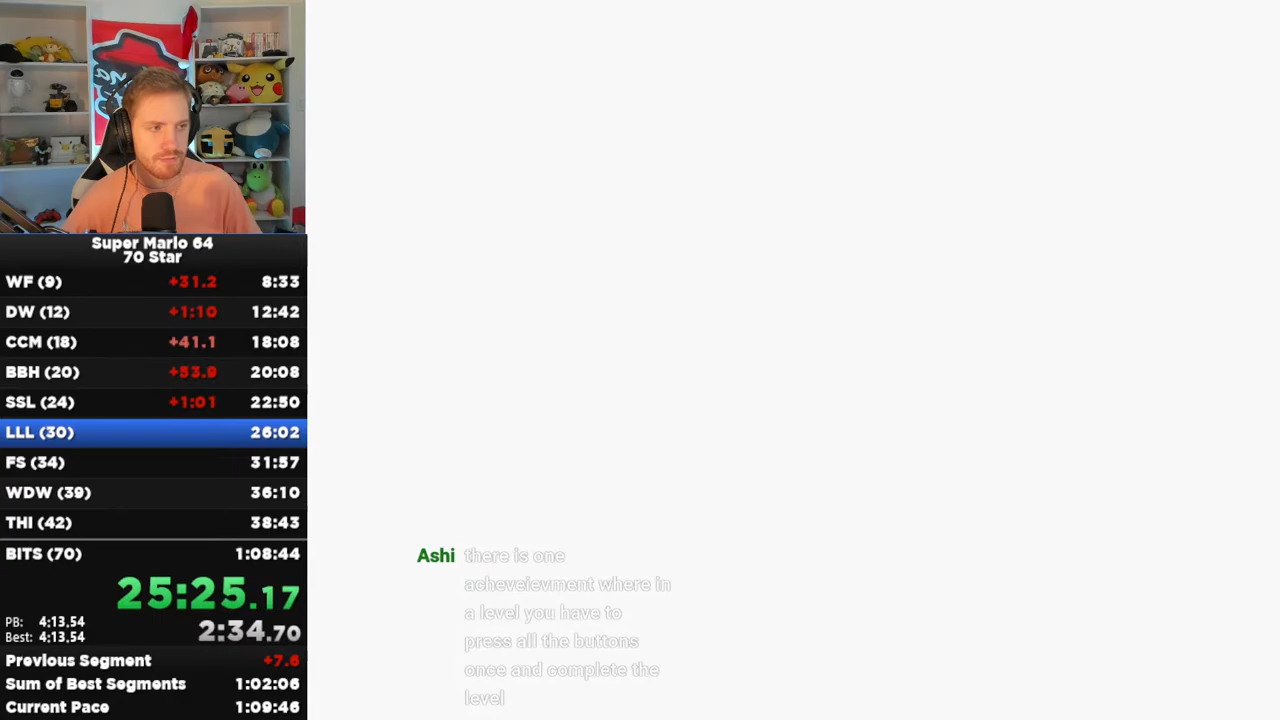 Super Mario 64
70 Star
WF (9) +31.2 8:33
DW (12) +1:10 12:42
CCM (18) +41.1 18:08
BBH (20) +53.9 20:08
SSL (24) +1:01 22:50
LLL (30) 26:02
FS (34) 31:57
WDW (39) 36:10
THI (42) 38:43
BITS (70) 1:08:44
25:25.17
PB: 4:13.54
Best: 4:13.54
2:34.70
Previous Segment +7.6
Sum of Best Segments 1:02:06
Current Pace 1:09:46
Ashi there is one
acheveievment where in
a level you have to
press all the buttons
once and complete the
level